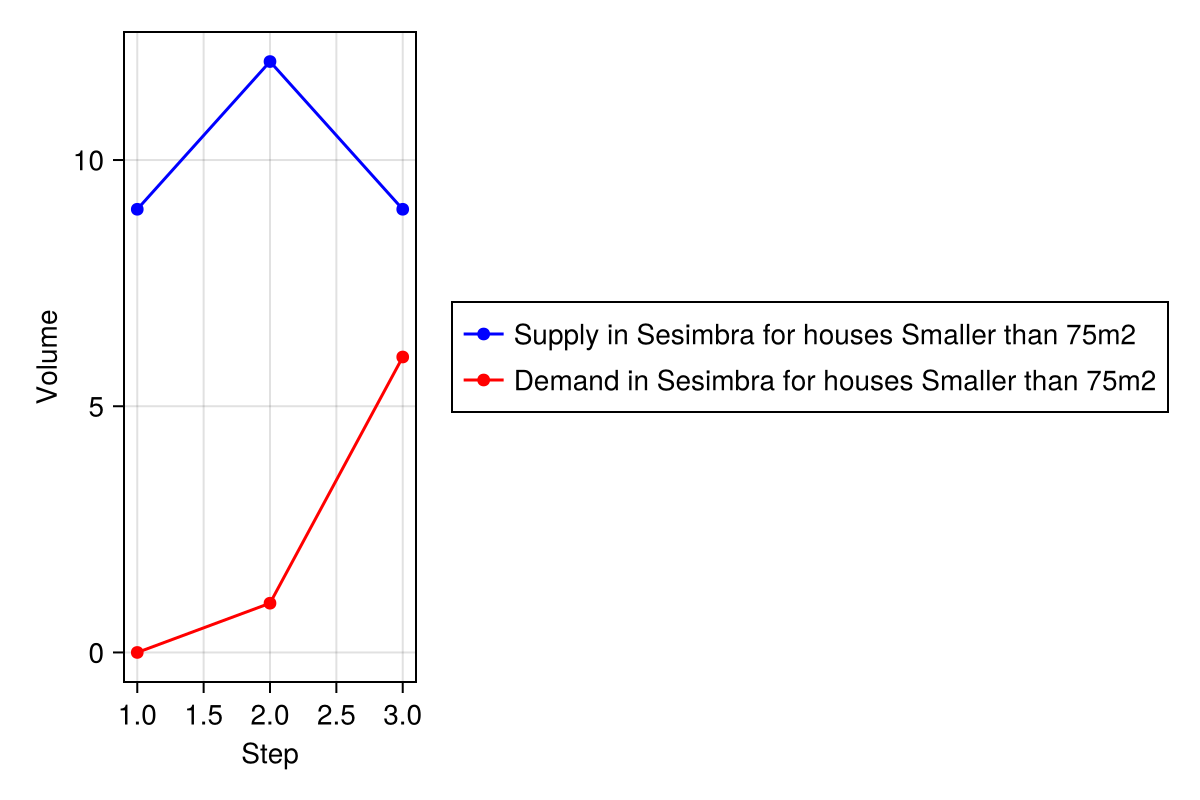 Volume
10
5
0
1.0 1.5 2.0 2.5 3.0
Step
Supply in Sesimbra for houses Smaller than 75m2
Demand in Sesimbra for houses Smaller than 75m2